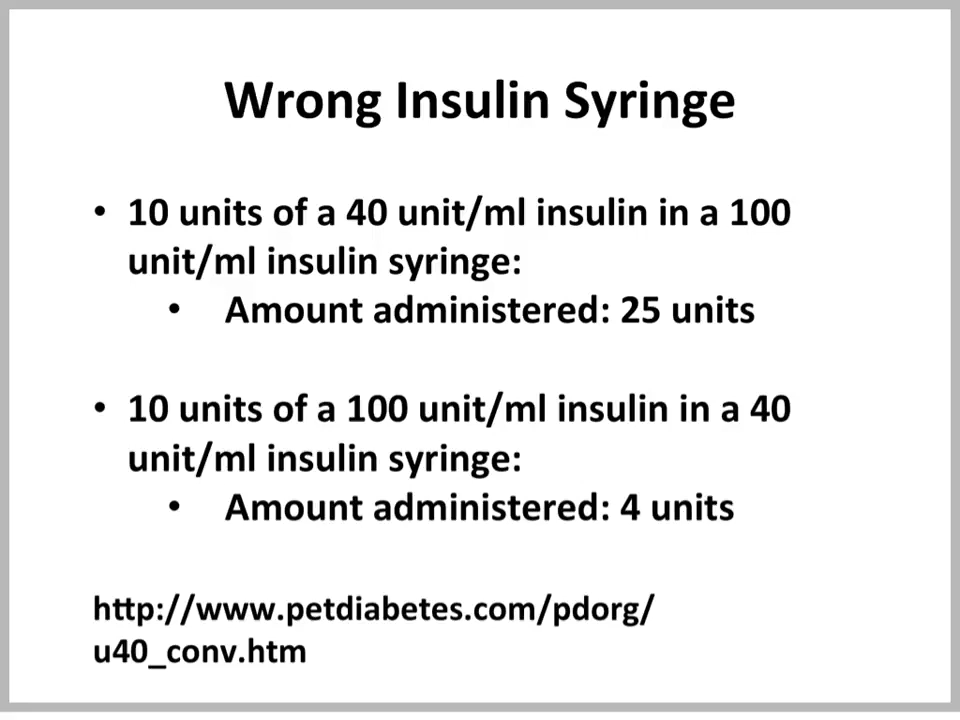 Wrong Insulin Syringe
• 10 units of a 40 unit/ml insulin in a 100
unit/ml insulin syringe:
• Amount administered: 25 units
• 10 units of a 100 unit/ml insulin in a 40
unit/ml insulin syringe:
• Amount administered: 4 units
http://www.petdiabetes.com/pdorg/
u40_conv.htm